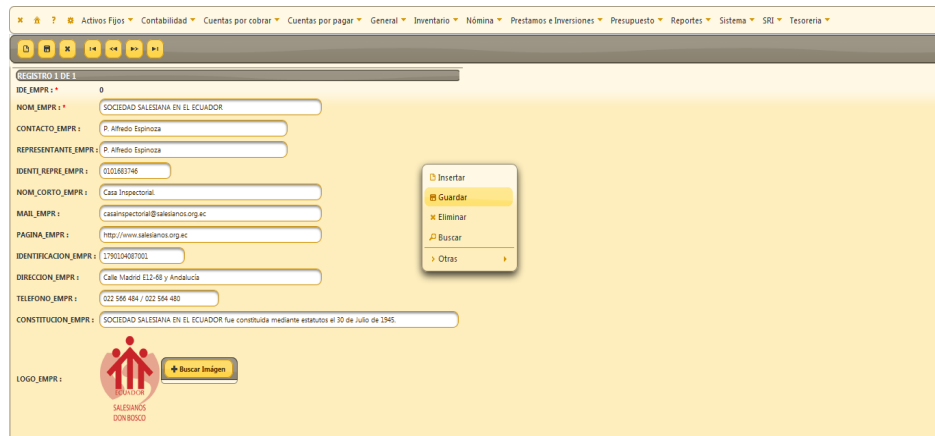 ? Activos Fijos Contabilidad Cuentas por cobrar Cuentas por pagar General Inventario Nómina Prestamos e Inversiones Presupuesto Reportes Sistema SRI Tesoreria
REGISTRO 1 DE 1
IDE_EMPR : * 0
NOM_EMPR : * SOCIEDAD SALESIANA EN EL ECUADOR
CONTACTO_EMPR : P. Alfredo Espinoza
REPRESENTANTE_EMPR : P. Alfredo Espinoza
IDENTI_REPRE_EMPR : 0101683746
NOM_CORTO_EMPR : Casa Inspectorial.
MAIL_EMPR : casainspectorial@salesianos.org.ec
PAGINA_EMPR : http://www.salesianos.org.ec
IDENTIFICACION_EMPR : 1790104087001
DIRECCION_EMPR : Calle Madrid E12-68 y Andalucía
TELEFONO_EMPR : 022 566 484 / 022 564 480
CONSTITUCION_EMPR : SOCIEDAD SALESIANA EN EL ECUADOR fue constituida mediante estatutos el 30 de Julio de 1945.
LOGO_EMPR :
ECUADOR
SALESIANOS
DON BOSCO
+ Buscar Imágen
Insertar
Guardar
Eliminar
Buscar
Otras